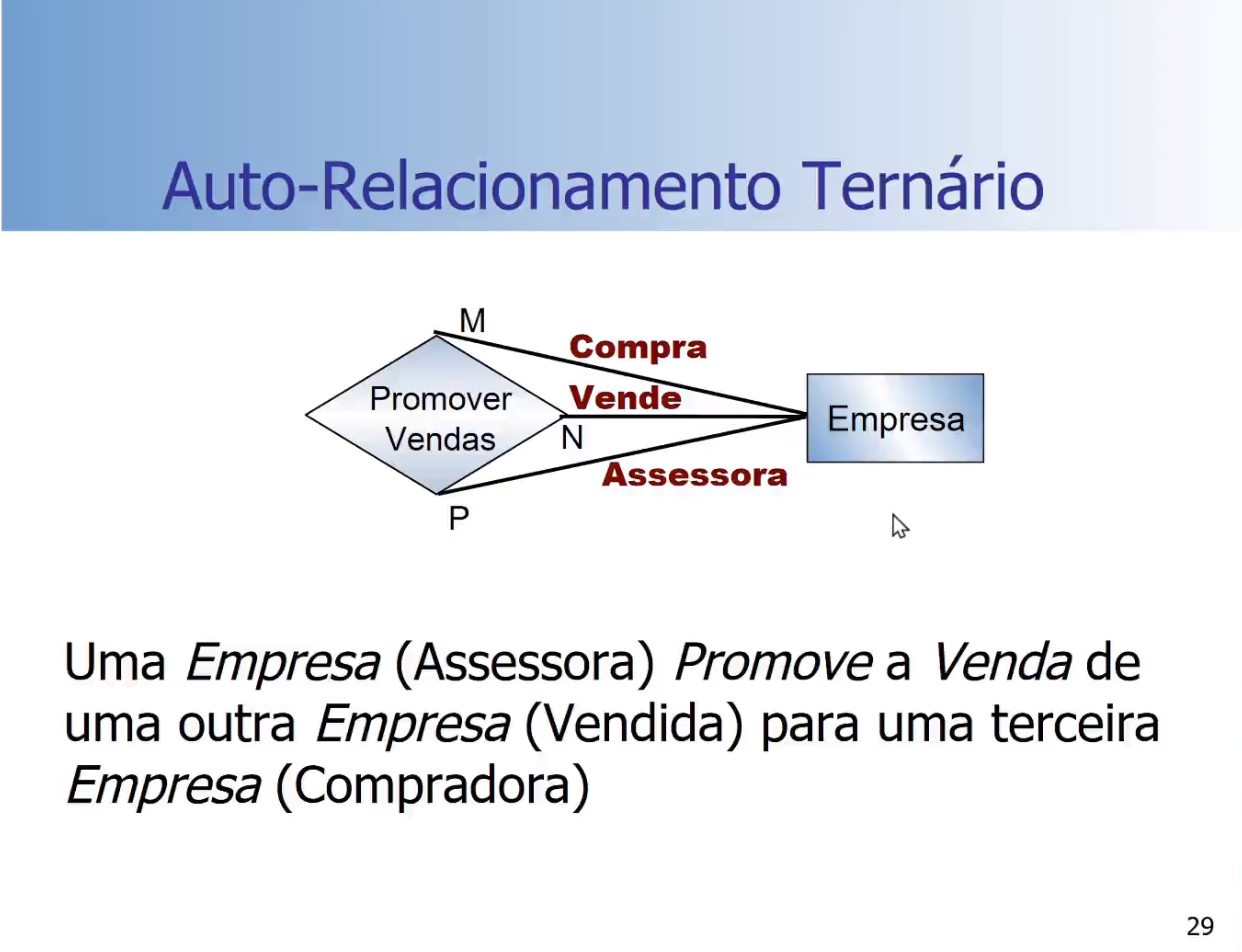 Auto-Relacionamento Ternário
M
Compra
Promover
Vendas
Vende
N
Empresa
Assessora
P
Uma Empresa (Assessora) Promove a Venda de
uma outra Empresa (Vendida) para uma terceira
Empresa (Compradora)
29